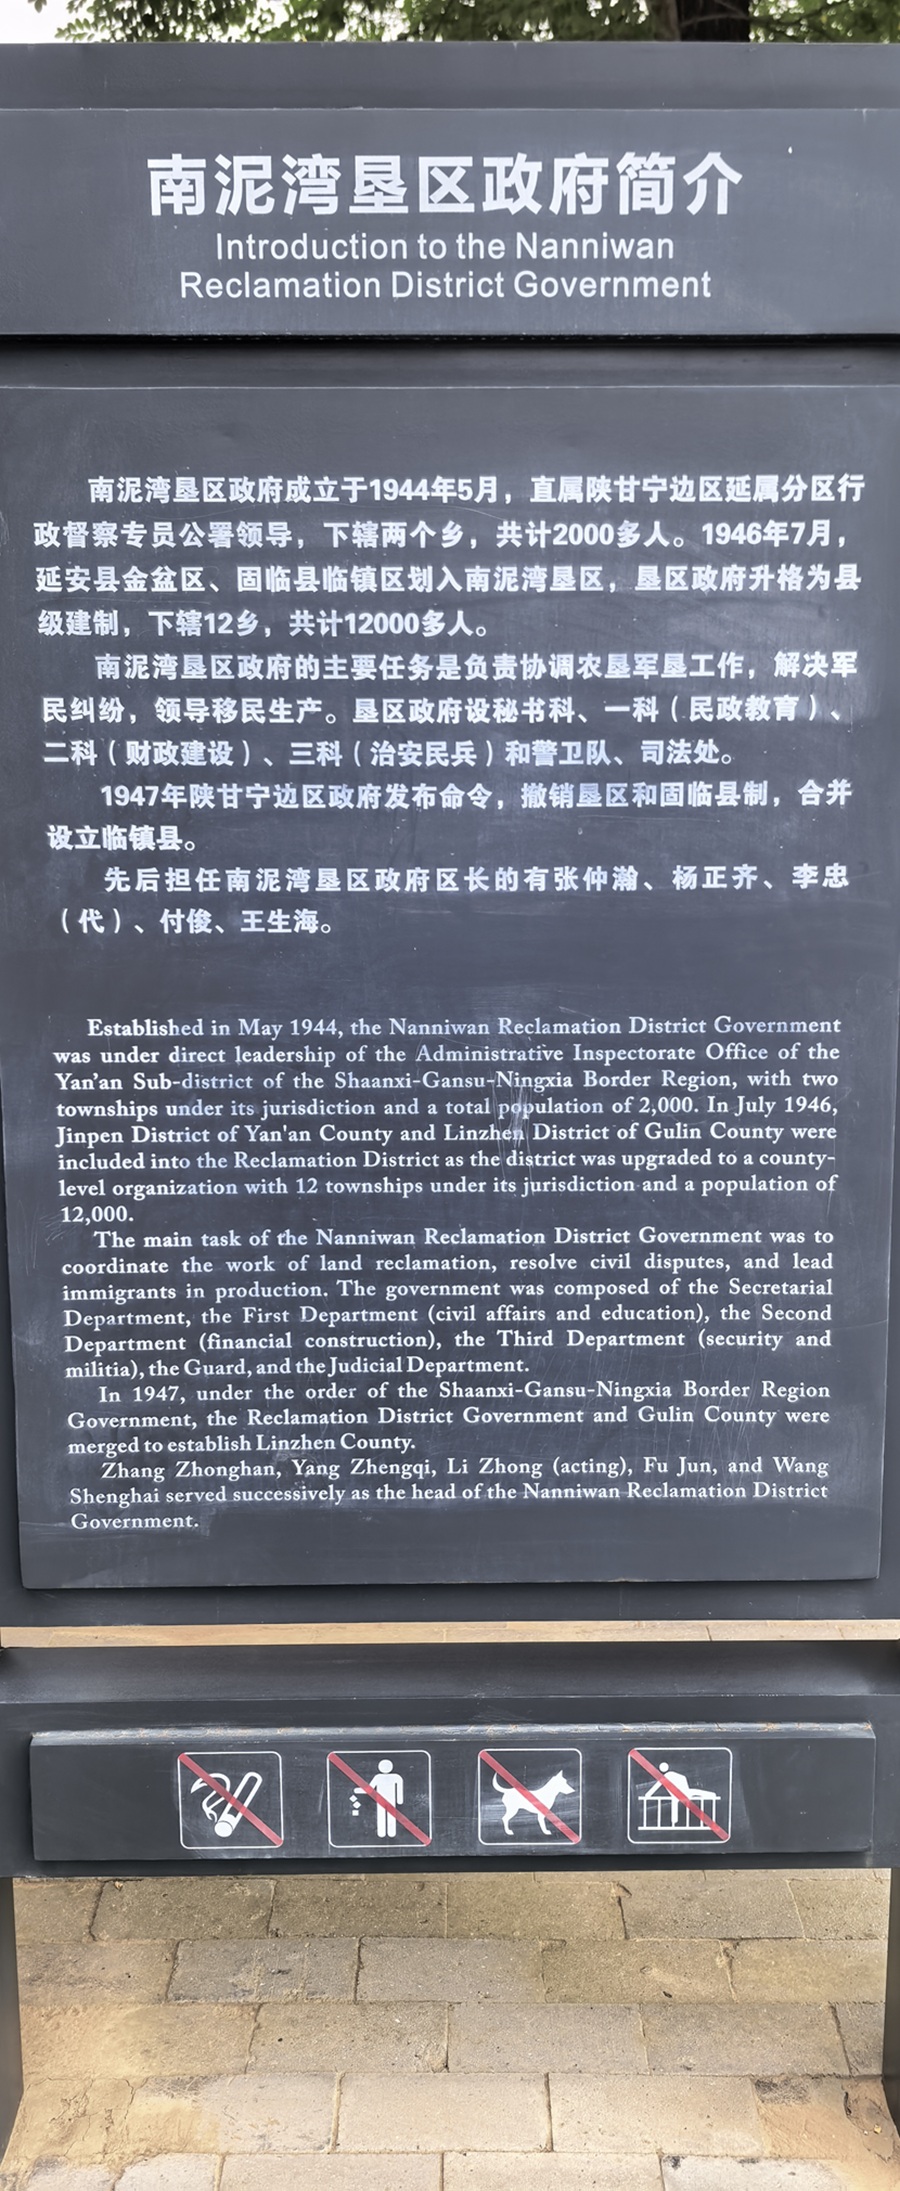 南泥湾垦区政府简介
Introduction to the Nanniwan
Reclamation District Government
南泥湾垦区政府成立于1944年5月，直属陕甘宁边区延属分区行
政督察专员公署领导，下辖两个乡，共计2000多人。1946年7月，
延安县金盆区、固临县临镇区划入南泥湾垦区，垦区政府升格为县
级建制，下辖12乡，共计12000多人。
南泥湾垦区政府的主要任务是负责协调农垦军垦工作，解决军
民纠纷，领导移民生产。垦区政府设秘书科、一科（民政教育）、
二科（财政建设）、三科（治安民兵）和警卫队、司法处。
1947年陕甘宁边区政府发布命令，撤销垦区和固临县制，合并
设立临镇县。
先后担任南泥湾垦区政府区长的有张仲瀚、杨正齐、李忠
（代）、付俊、王生海。
Established in May 1944, the Nanniwan Reclamation District Government
was under direct leadership of the Administrative Inspectorate Office of the
Yan'an Sub-district of the Shaanxi-Gansu-Ningxia Border Region, with two
townships under its jurisdiction and a total population of 2,000. In July 1946,
Jinpen District of Yan'an County and Linzhen District of Gulin County were
included into the Reclamation District as the district was upgraded to a county-
level organization with 12 townships under its jurisdiction and a population of
12,000.
The main task of the Nanniwan Reclamation District Government was to
coordinate the work of land reclamation, resolve civil disputes, and lead
immigrants in production. The government was composed of the Secretarial
Department, the First Department (civil affairs and education), the Second
Department (financial construction), the Third Department (security and
militia), the Guard, and the Judicial Department.
In 1947, under the order of the Shaanxi-Gansu-Ningxia Border Region
Government, the Reclamation District Government and Gulin County were
merged to establish Linzhen County.
Zhang Zhonghan, Yang Zhengqi, Li Zhong (acting), Fu Jun, and Wang
Shenghai served successively as the head of the Nanniwan Reclamation District
Government.